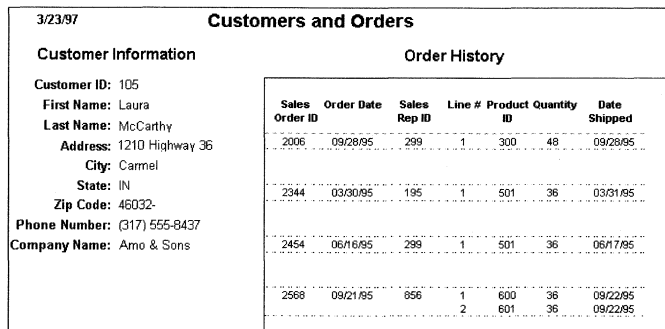 3/23/97 Customers and Orders
Customer Information
Customer ID: 105
First Name: Laura
Last Name: McCarthy
Address: 1210 Highway 36
City: Carmel
State: IN
Zip Code: 46032-
Phone Number: (317) 555-8437
Company Name: Amo & Sons
Order History
Sales Order ID Order Date Sales Rep ID Line # Product ID Quantity Date Shipped
2006 09/28/95 299 1 300 48 09/28/95
2344 03/30/95 195 1 501 36 03/31/95
2454 06/16/95 299 1 501 36 06/17/95
2568 09/21/95 856 1 600 36 09/22/95
2 601 36 09/22/95